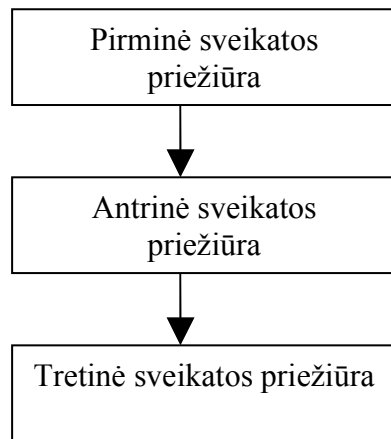 Pirminė sveikatos
priežiūra
Antrinė sveikatos
priežiūra
Tretinė sveikatos priežiūra